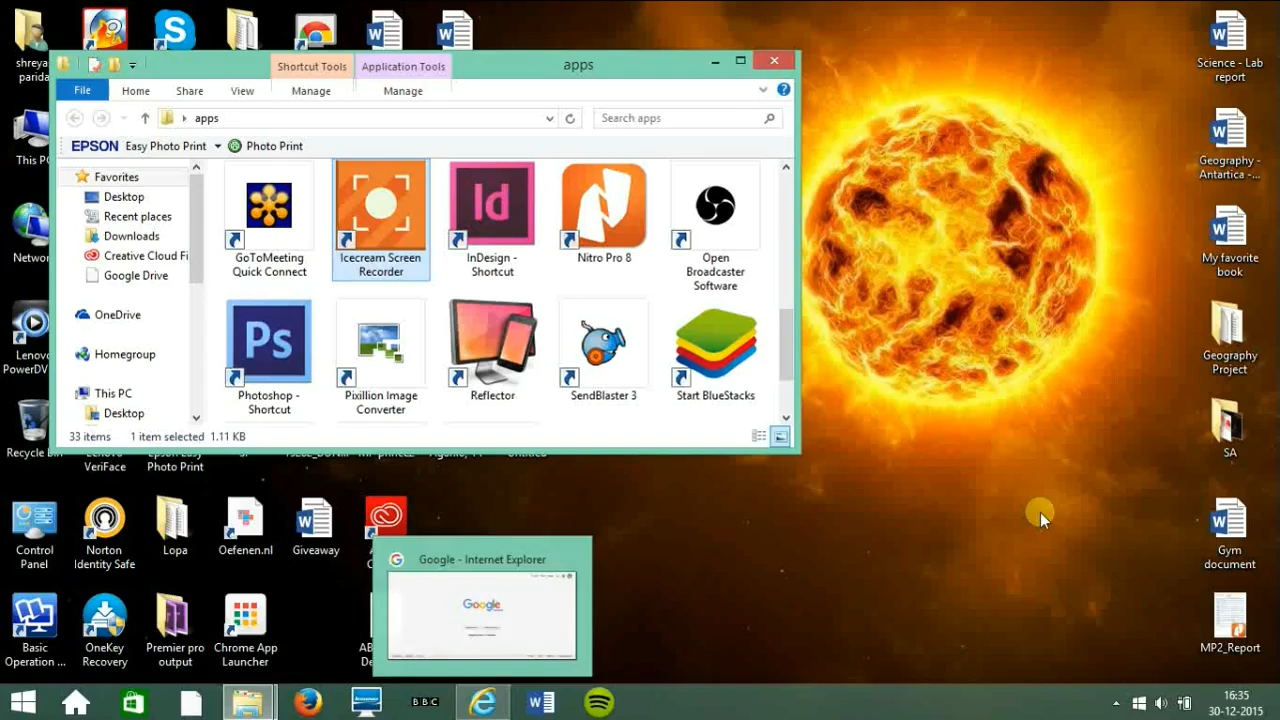 shreya
parida
Science - Lab
report
Shortcut Tools
Application Tools
apps
File
Home
Share
View
Manage
Manage
apps
Search apps
EPSON Easy Photo Print
Photo Print
This PC
Geography -
Antartica -...
Favorites
Desktop
Recent places
Downloads
Creative Cloud Fi
Google Drive
OneDrive
Homegroup
This PC
Desktop
Id
GoToMeeting
Quick Connect
Icecream Screen
Recorder
InDesign -
Shortcut
Nitro Pro 8
Open
Broadcaster
Software
Ps
Photoshop -
Shortcut
Pixillion Image
Converter
Reflector
SendBlaster 3
Start BlueStacks
33 items
1 item selected 1.11 KB
Network
My favorite
book
Lenovo
PowerDV
Geography
Project
Recycle Bin
VeriFace
Epson Easy
Photo Print
SA
Control
Panel
Norton
Identity Safe
Lopa
Oefenen.nl
Giveaway
Gym
document
Google - Internet Explorer
Google
Basic
Operation ...
OneKey
Recovery
Premier pro
output
Chrome App
Launcher
MP2_Report
BBC
16:35
30-12-2015